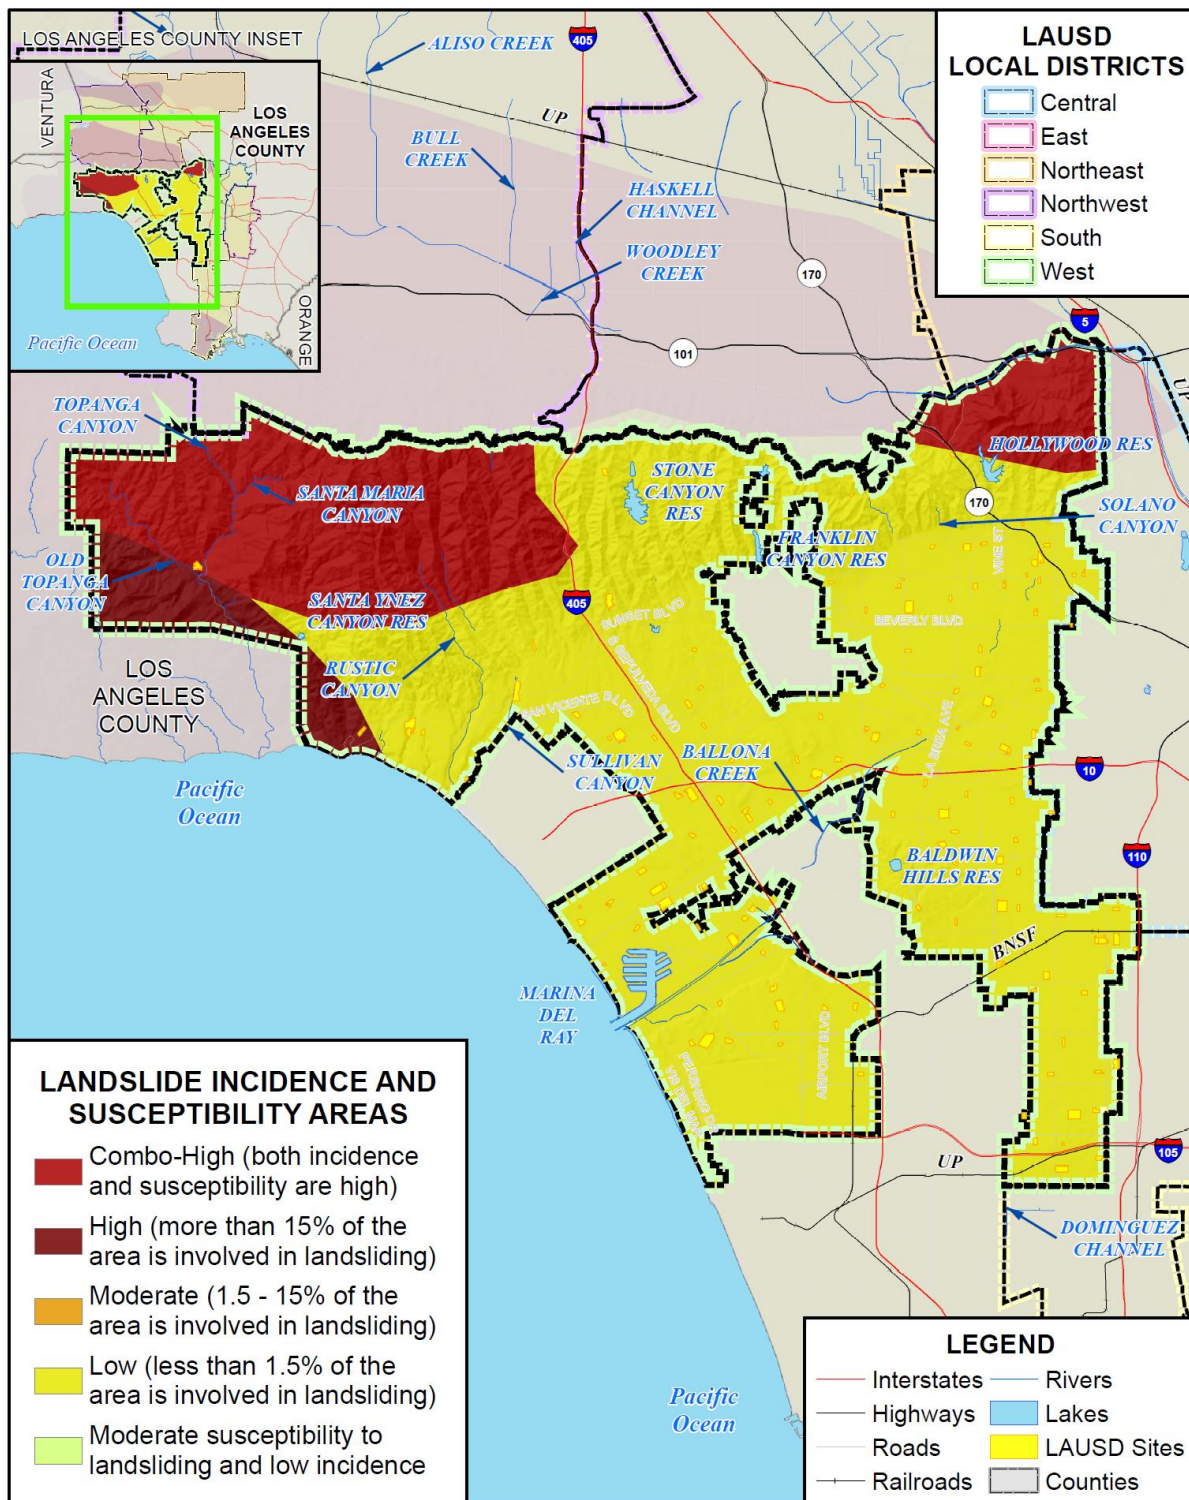 LOS ANGELES COUNTY INSET
VENTURA
LOS
ANGELES
COUNTY
ORANGE
Pacific Ocean
LAUSD
LOCAL DISTRICTS
Central
East
Northeast
Northwest
South
West
405
ALISO CREEK
UP
BULL
CREEK
HASKELL
CHANNEL
WOODLEY
CREEK
170
101
5
UP
TOPANGA
CANYON
SANTA MARIA
CANYON
OLD
TOPANGA
CANYON
SANTA YNEZ
CANYON RES
RUSTIC
CANYON
LOS
ANGELES
COUNTY
STONE
CANYON
RES
HOLLYWOOD RES
170
SOLANO
CANYON
FRANKLIN
CANYON RES
VINE ST
405
SUNSET BLVD
S SEPULVEDA BLVD
BEVERLY BLVD
SAN VICENTE BLVD
SULLIVAN
CANYON
BALLONA
CREEK
LA BREA AVE
10
Pacific
Ocean
110
BALDWIN
HILLS RES
BNSF
MARINA
DEL
RAY
PERSHING DR
VIS DEL MAR
AIRPORT BLVD
UP
105
DOMINGUEZ
CHANNEL
Pacific
Ocean
LANDSLIDE INCIDENCE AND
SUSCEPTIBILITY AREAS
Combo-High (both incidence
and susceptibility are high)
High (more than 15% of the
area is involved in landsliding)
Moderate (1.5 - 15% of the
area is involved in landsliding)
Low (less than 1.5% of the
area is involved in landsliding)
Moderate susceptibility to
landsliding and low incidence
LEGEND
Interstates
Rivers
Highways
Lakes
Roads
LAUSD Sites
Railroads
Counties